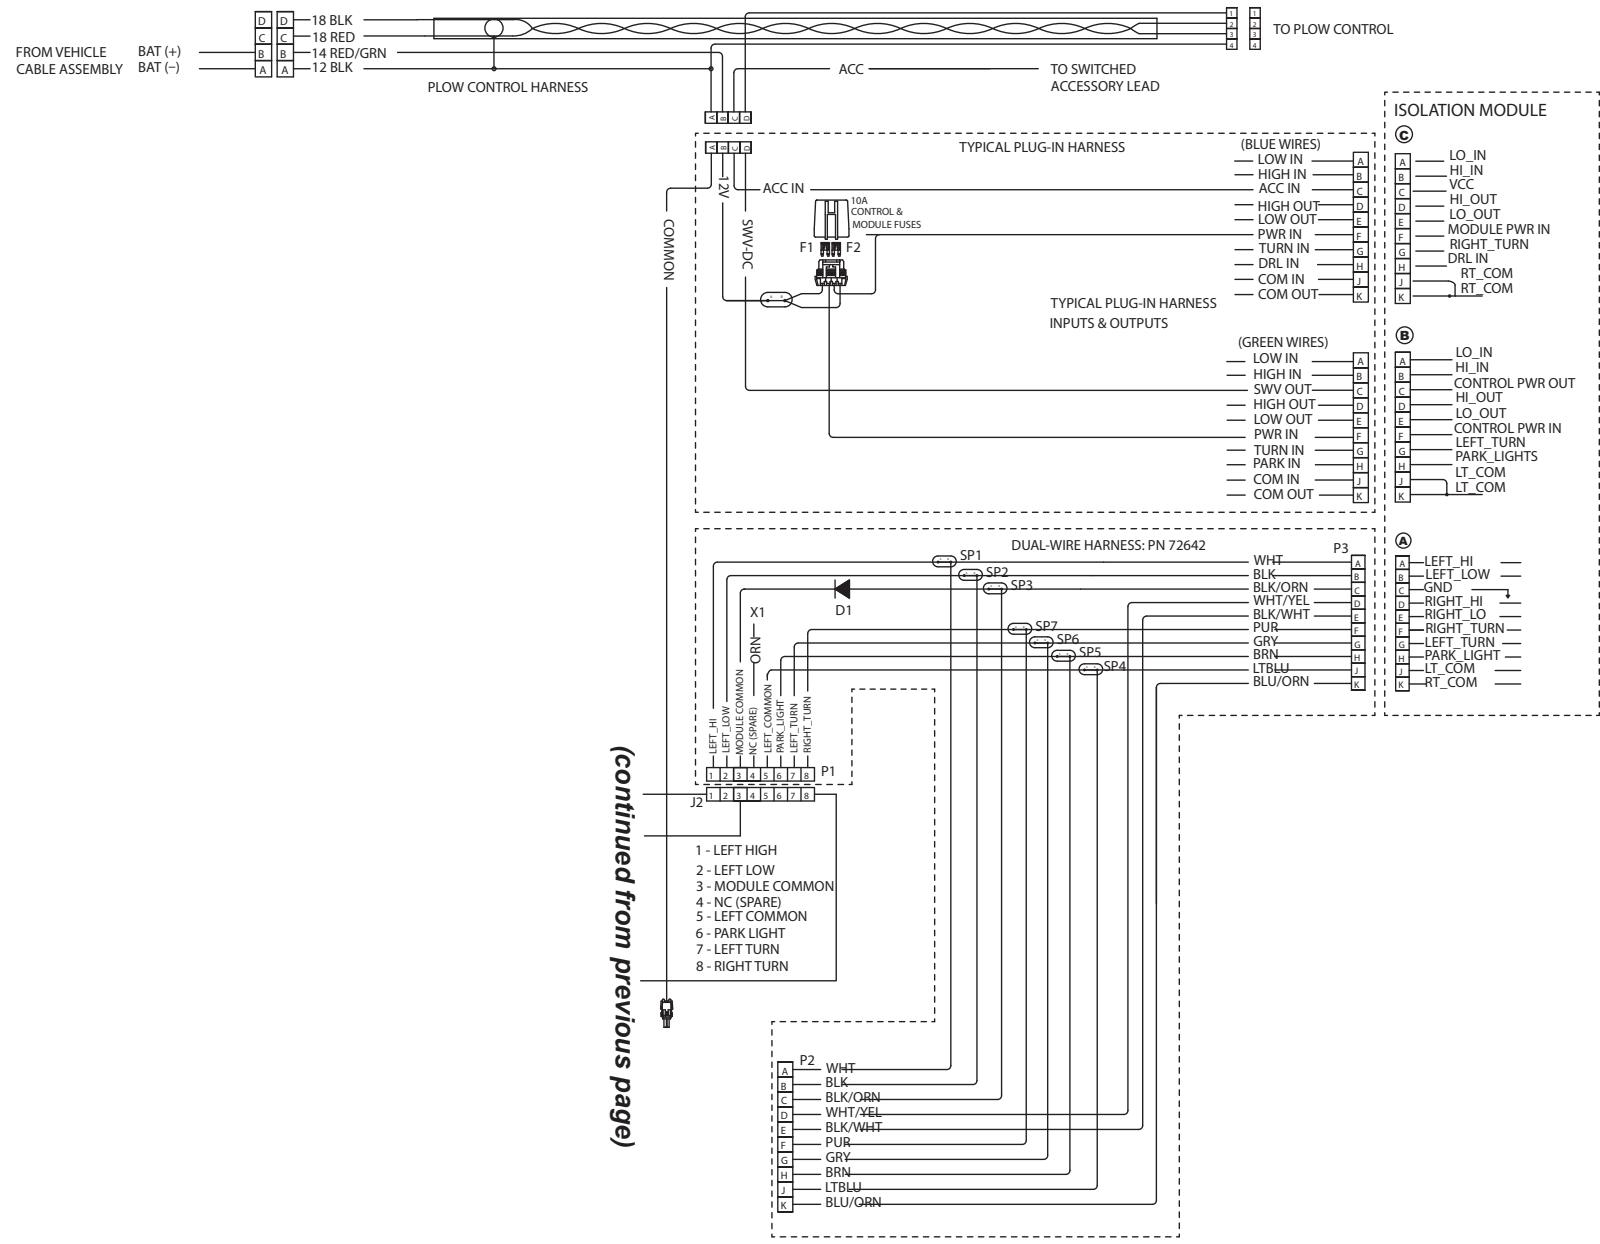 D D 18 BLK
C C 18 RED
FROM VEHICLE BAT (+) B B 14 RED/GRN
CABLE ASSEMBLY BAT (–) A A 12 BLK
PLOW CONTROL HARNESS
1 1
2 2
3 3
4 4
TO PLOW CONTROL
ACC
TO SWITCHED
ACCESSORY LEAD
A B C D
A B C D
TYPICAL PLUG-IN HARNESS
COMMON
12V
SWV-DC
ACC IN
10A
CONTROL &
MODULE FUSES
F1 F2
TYPICAL PLUG-IN HARNESS
INPUTS & OUTPUTS
(BLUE WIRES)
LOW IN A
HIGH IN B
ACC IN C
HIGH OUT D
LOW OUT E
PWR IN F
TURN IN G
DRL IN H
COM IN J
COM OUT K
(GREEN WIRES)
LOW IN A
HIGH IN B
SWV OUT C
HIGH OUT D
LOW OUT E
PWR IN F
TURN IN G
PARK IN H
COM IN J
COM OUT K
ISOLATION MODULE
C
A LO_IN
B HI_IN
C VCC
D HI_OUT
E LO_OUT
F MODULE PWR IN
G RIGHT_TURN
H DRL IN
J RT_COM
K RT_COM
B
A LO_IN
B HI_IN
C CONTROL PWR OUT
D HI_OUT
E LO_OUT
F CONTROL PWR IN
G LEFT_TURN
H PARK_LIGHTS
J LT_COM
K LT_COM
A
A LEFT_HI
B LEFT_LOW
C GND
D RIGHT_HI
E RIGHT_LO
F RIGHT_TURN
G LEFT_TURN
H PARK_LIGHT
J LT_COM
K RT_COM
DUAL-WIRE HARNESS: PN 72642
P3
SP1
SP2
SP3
D1
SP7
SP6
SP5
SP4
WHT A
BLK B
BLK/ORN C
WHT/YEL D
BLK/WHT E
PUR F
GRY G
BRN H
LTBLU J
BLU/ORN K
X1
ORN
LEFT_HI
LEFT_LOW
MODULE COMMON
NC (SPARE)
LEFT_COMMON
PARK_LIGHT
LEFT_TURN
RIGHT_TURN
1 2 3 4 5 6 7 8 P1
J2 1 2 3 4 5 6 7 8
1 - LEFT HIGH
2 - LEFT LOW
3 - MODULE COMMON
4 - NC (SPARE)
5 - LEFT COMMON
6 - PARK LIGHT
7 - LEFT TURN
8 - RIGHT TURN
(continued from previous page)
P2
A WHT
B BLK
C BLK/ORN
D WHT/YEL
E BLK/WHT
F PUR
G GRY
H BRN
J LTBLU
K BLU/ORN